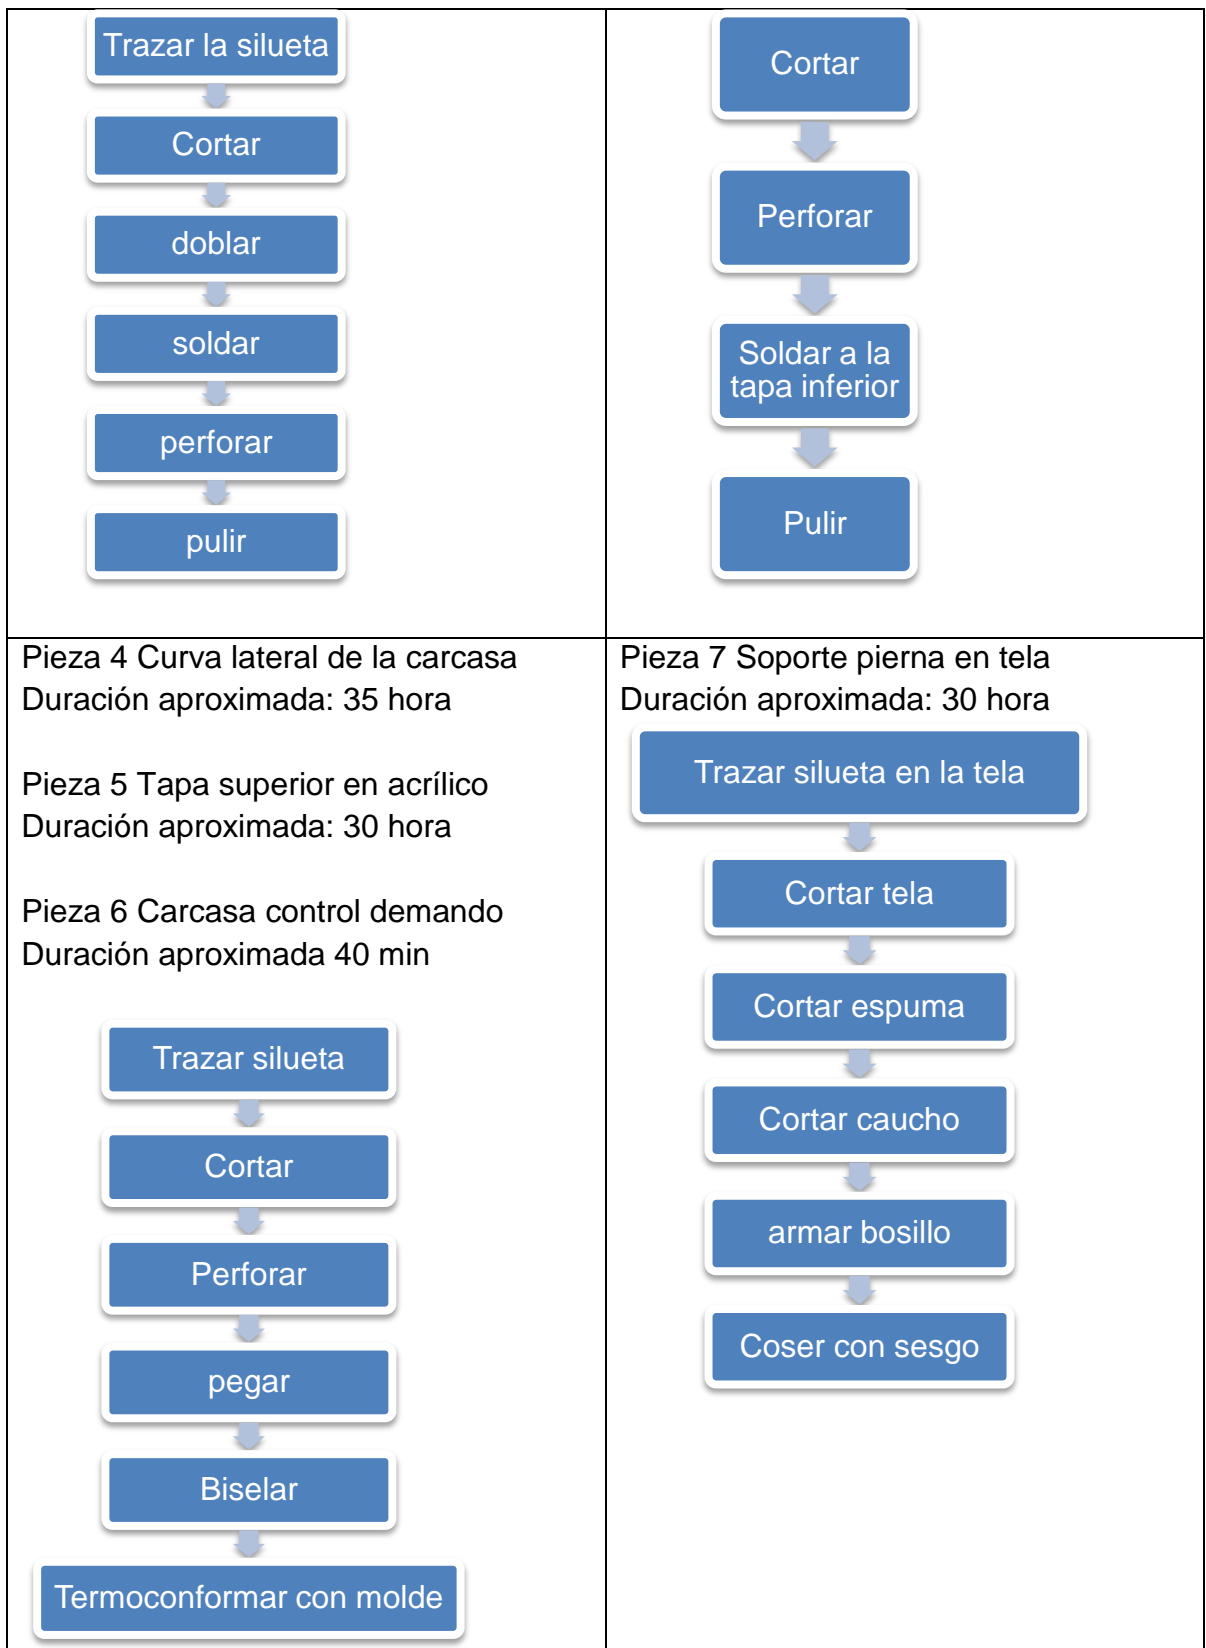 Trazar la silueta
Cortar
doblar
soldar
perforar
pulir
Cortar
Perforar
Soldar a la
tapa inferior
Pulir
Pieza 4 Curva lateral de la carcasa
Duración aproximada: 35 hora
Pieza 5 Tapa superior en acrílico
Duración aproximada: 30 hora
Pieza 6 Carcasa control demando
Duración aproximada 40 min
Trazar silueta
Cortar
Perforar
pegar
Biselar
Termoconformar con molde
Pieza 7 Soporte pierna en tela
Duración aproximada: 30 hora
Trazar silueta en la tela
Cortar tela
Cortar espuma
Cortar caucho
armar bosillo
Coser con sesgo